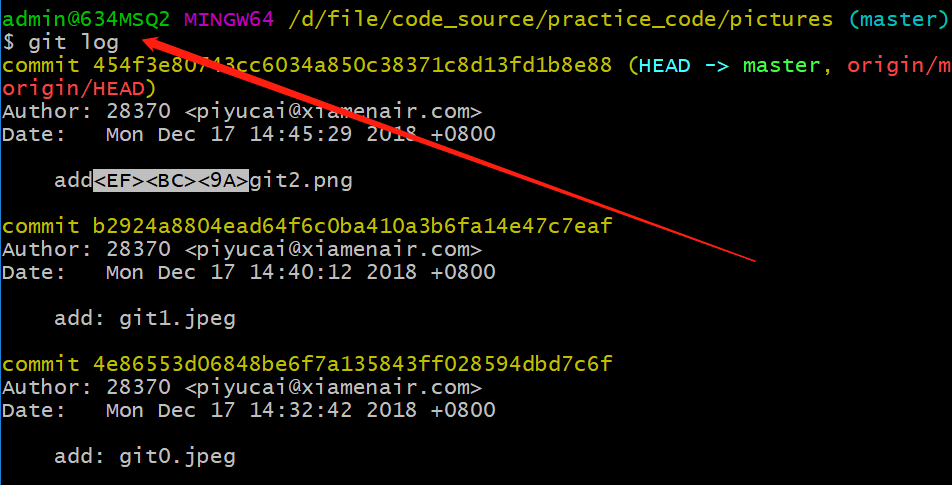 admin@634MSQ2 MINGW64 /d/file/code_source/practice_code/pictures (master)
$ git log
commit 454f3e80743cc6034a850c38371c8d13fd1b8e88 (HEAD -> master, origin/m
origin/HEAD)
Author: 28370 <piyucai@xiamenair.com>
Date:   Mon Dec 17 14:45:29 2018 +0800
    add<EF><BC><9A>git2.png
commit b2924a8804ead64f6c0ba410a3b6fa14e47c7eaf
Author: 28370 <piyucai@xiamenair.com>
Date:   Mon Dec 17 14:40:12 2018 +0800
    add: git1.jpeg
commit 4e86553d06848be6f7a135843ff028594dbd7c6f
Author: 28370 <piyucai@xiamenair.com>
Date:   Mon Dec 17 14:32:42 2018 +0800
    add: git0.jpeg